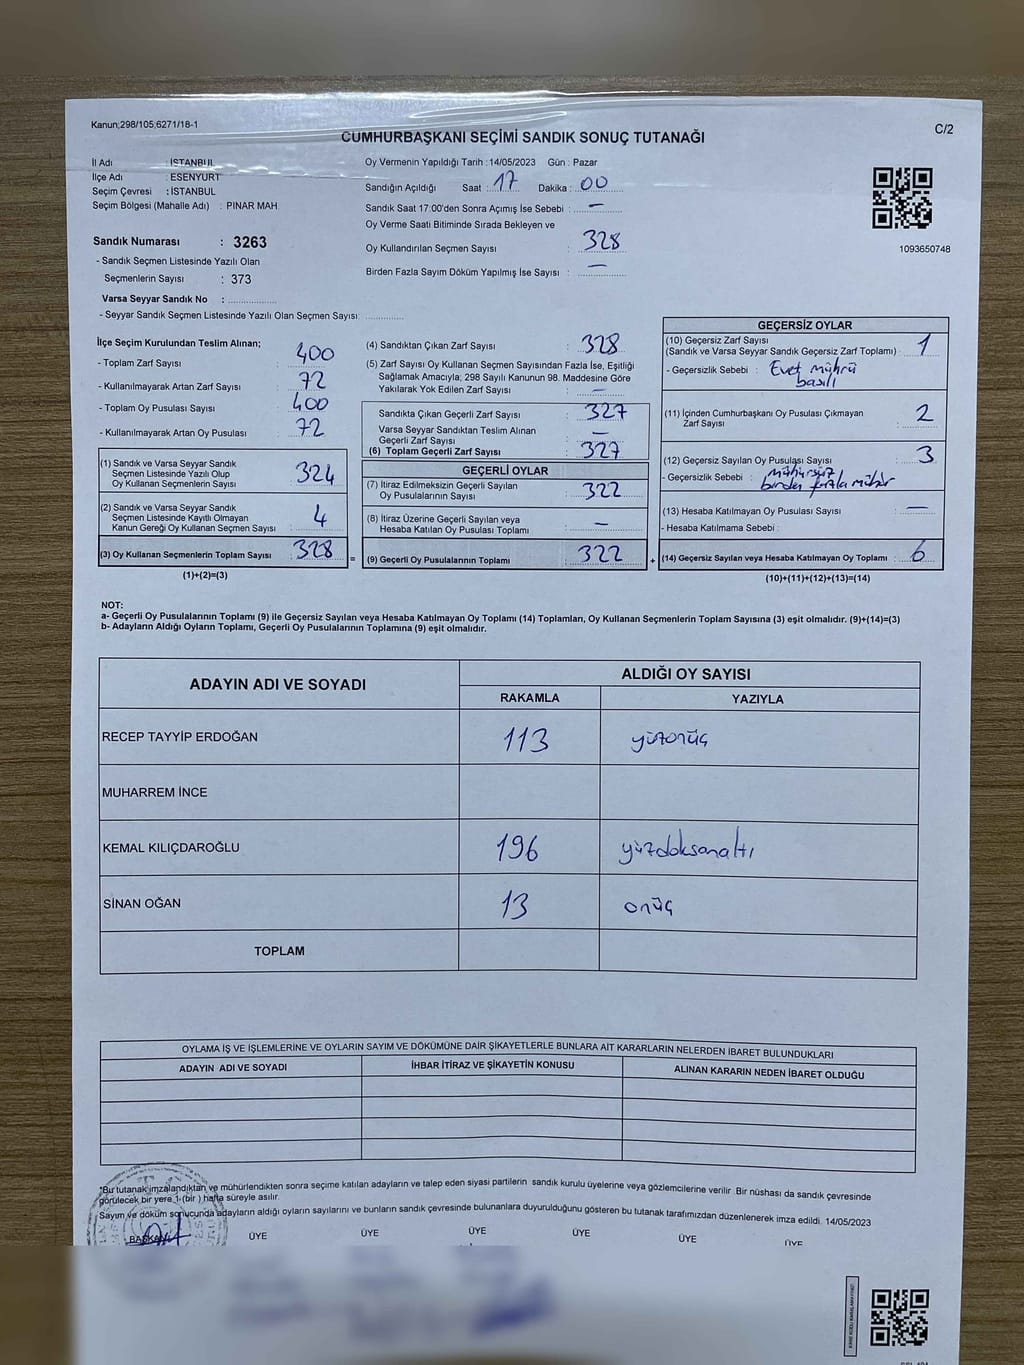 Kanun;298/105;6271/18-1
C/2
CUMHURBAŞKANI SEÇİMİ SANDIK SONUÇ TUTANAĞI
İl Adı : İSTANBUL
İlçe Adı : ESENYURT
Seçim Çevresi : İSTANBUL
Seçim Bölgesi (Mahalle Adı) : PINAR MAH.
Sandık Numarası : 3263
- Sandık Seçmen Listesinde Yazılı Olan
Seçmenlerin Sayısı : 373
Varsa Seyyar Sandık No :
- Seyyar Sandık Seçmen Listesinde Yazılı Olan Seçmen Sayısı:
Oy Vermenin Yapıldığı Tarih :14/05/2023 Gün : Pazar
Sandığın Açıldığı Saat : 17 Dakika : 00
Sandık Saat 17:00'den Sonra Açımış İse Sebebi : —
Oy Verme Saati Bitiminde Sırada Bekleyen ve
Oy Kullandırılan Seçmen Sayısı : 328
Birden Fazla Sayım Döküm Yapılmış İse Sayısı : —
1093650748
İlçe Seçim Kurulundan Teslim Alınan;
- Toplam Zarf Sayısı : 400
- Kullanılmayarak Artan Zarf Sayısı : 72
- Toplam Oy Pusulası Sayısı : 400
- Kullanılmayarak Artan Oy Pusulası : 72
(1) Sandık ve Varsa Seyyar Sandık
Seçmen Listesinde Yazılı Olup
Oy Kullanan Seçmenlerin Sayısı : 324
(2) Sandık ve Varsa Seyyar Sandık
Seçmen Listesinde Kayıtlı Olmayan
Kanun Gereği Oy Kullanan Seçmen Sayısı : 4
(3) Oy Kullanan Seçmenlerin Toplam Sayısı : 328
(1)+(2)=(3)
=
(4) Sandıktan Çıkan Zarf Sayısı : 328
(5) Zarf Sayısı Oy Kullanan Seçmen Sayısından Fazla İse, Eşitliği
Sağlamak Amacıyla; 298 Sayılı Kanunun 98. Maddesine Göre
Yakılarak Yok Edilen Zarf Sayısı : —
Sandıkta Çıkan Geçerli Zarf Sayısı : 327
Varsa Seyyar Sandıktan Teslim Alınan
Geçerli Zarf Sayısı : —
(6) Toplam Geçerli Zarf Sayısı : 327
GEÇERLİ OYLAR
(7) İtiraz Edilmeksizin Geçerli Sayılan
Oy Pusulalarının Sayısı : 322
(8) İtiraz Üzerine Geçerli Sayılan veya
Hesaba Katılan Oy Pusulası Toplamı : —
(9) Geçerli Oy Pusulalarının Toplamı : 322
+
GEÇERSİZ OYLAR
(10) Geçersiz Zarf Sayısı
(Sandık ve Varsa Seyyar Sandık Geçersiz Zarf Toplamı) : 1
- Geçersizlik Sebebi : Evet mührü
basılı
(11) İçinden Cumhurbaşkanı Oy Pusulası Çıkmayan
Zarf Sayısı : 2
(12) Geçersiz Sayılan Oy Pusulası Sayısı : 3
- Geçersizlik Sebebi : mühürsüz
birden fazla mühür
(13) Hesaba Katılmayan Oy Pusulası Sayısı : —
- Hesaba Katılmama Sebebi :
(14) Geçersiz Sayılan veya Hesaba Katılmayan Oy Toplamı : 6
(10)+(11)+(12)+(13)=(14)
NOT:
a- Geçerli Oy Pusulalarının Toplamı (9) ile Geçersiz Sayılan veya Hesaba Katılmayan Oy Toplamı (14) Toplamları, Oy Kullanan Seçmenlerin Toplam Sayısına (3) eşit olmalıdır. (9)+(14)=(3)
b- Adayların Aldığı Oyların Toplamı, Geçerli Oy Pusulalarının Toplamına (9) eşit olmalıdır.
ADAYIN ADI VE SOYADI
ALDIĞI OY SAYISI
RAKAMLA YAZIYLA
RECEP TAYYİP ERDOĞAN 113 yüzonüç
MUHARREM İNCE
KEMAL KILIÇDAROĞLU 196 yüzdoksanaltı
SİNAN OĞAN 13 onüç
TOPLAM
OYLAMA İŞ VE İŞLEMLERİNE VE OYLARIN SAYIM VE DÖKÜMÜNE DAİR ŞİKAYETLERLE BUNLARA AİT KARARLARIN NELERDEN İBARET BULUNDUKLARI
ADAYIN ADI VE SOYADI İHBAR İTİRAZ VE ŞİKAYETİN KONUSU ALINAN KARARIN NEDEN İBARET OLDUĞU
*Bu tutanak imzalandıktan ve mühürlendikten sonra seçime katılan adayların ve talep eden siyasi partilerin sandık kurulu üyelerine veya gözlemcilerine verilir .Bir nüshası da sandık çevresinde
görülecek bir yere 1 (bir ) hafta süreyle asılır.
Sayım ve döküm sonucunda adayların aldığı oyların sayılarını ve bunların sandık çevresinde bulunanlara duyurulduğunu gösteren bu tutanak tarafımızdan düzenlenerek imza edildi. 14/05/2023
BAŞKAN ÜYE ÜYE ÜYE ÜYE ÜYE ÜYE